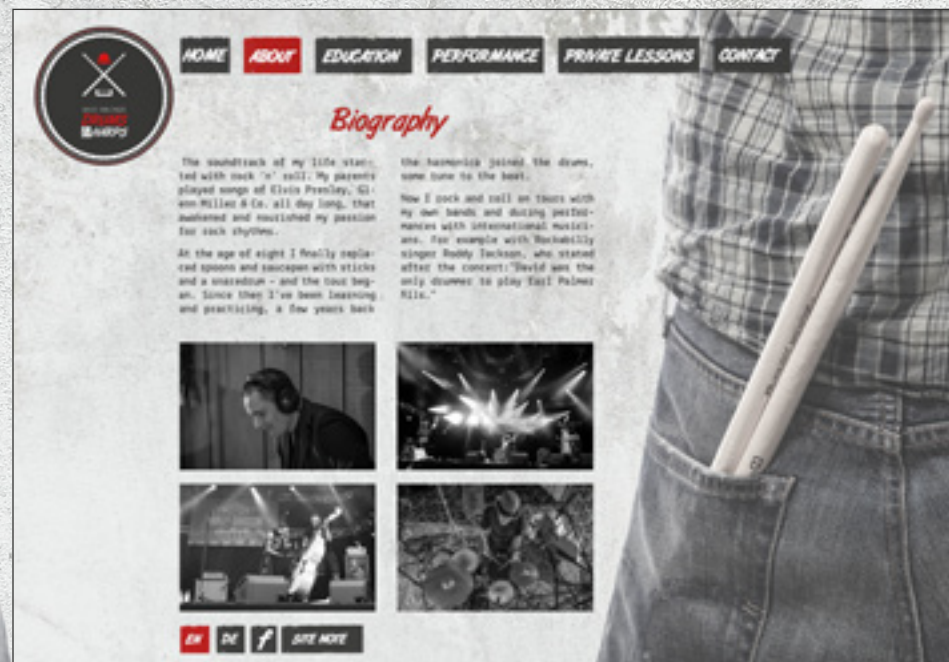 HOME ABOUT EDUCATION PERFORMANCE PRIVATE LESSONS CONTACT
DRUMS
Biography
The soundtrack of my life star-
ted with rock 'n' roll. My parents
played songs of Elvis Presley, Gl-
enn Miller & Co. all day long, that
awakened and nourished my passion
for rock rhythms.
At the age of eight I finally repla-
ced spoons and saucepan with sticks
and a snaredrum – and the tour beg-
an. Since then I've been learning
and practicing, a few years back
the harmonica joined the drums,
some tune to the beat.
Now I rock and roll on tours with
my own bands and during perfor-
mances with international musici-
ans. For example with Rockabilly
singer Roddy Jackson, who stated
after the concert:"David was the
only drummer to play Earl Palmer
fills."
EN DE f SITE NOTE